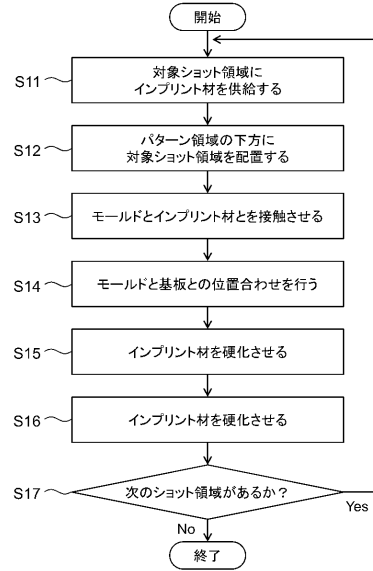 開始
S11
対象ショット領域に
インプリント材を供給する
S12
パターン領域の下方に
対象ショット領域を配置する
S13
モールドとインプリント材とを接触させる
S14
モールドと基板との位置合わせを行う
S15
インプリント材を硬化させる
S16
インプリント材を硬化させる
S17
次のショット領域があるか？
Yes
No
終了